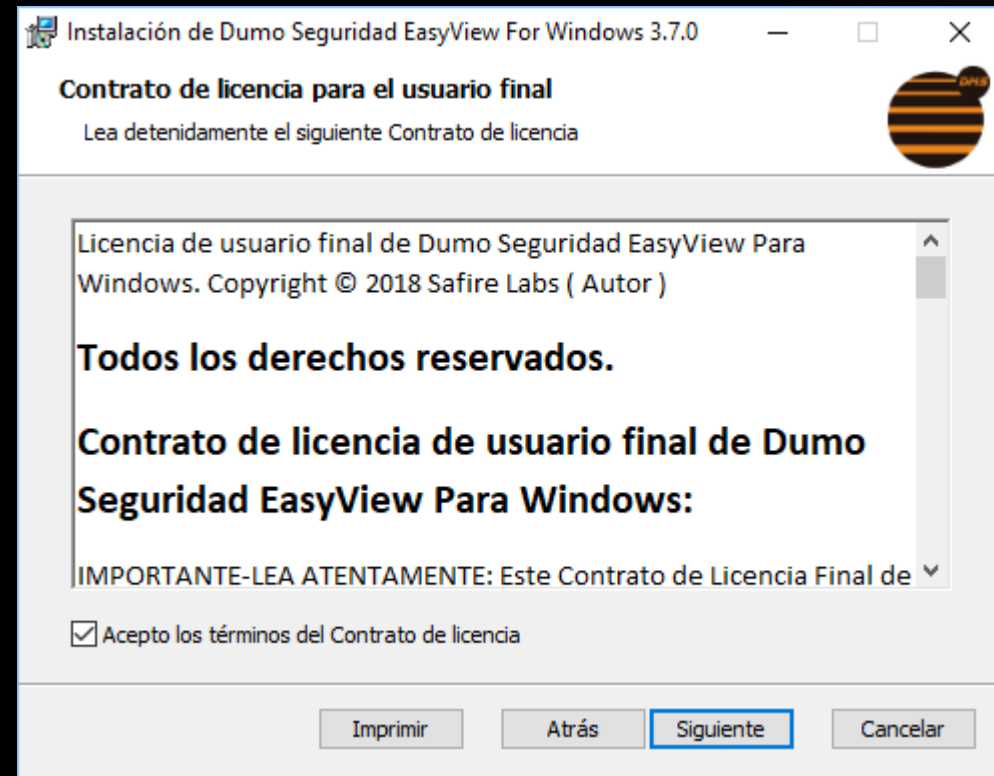 Instalación de Dumo Seguridad EasyView For Windows 3.7.0
Contrato de licencia para el usuario final
Lea detenidamente el siguiente Contrato de licencia
DMS
Licencia de usuario final de Dumo Seguridad EasyView Para
Windows. Copyright © 2018 Safire Labs ( Autor )
Todos los derechos reservados.
Contrato de licencia de usuario final de Dumo
Seguridad EasyView Para Windows:
IMPORTANTE-LEA ATENTAMENTE: Este Contrato de Licencia Final de
Acepto los términos del Contrato de licencia
Imprimir
Atrás
Siguiente
Cancelar